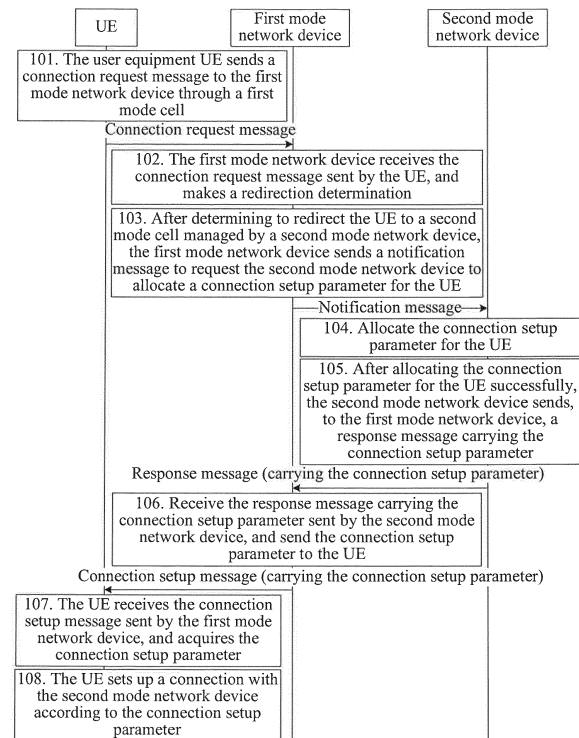 UE
First mode
network device
Second mode
network device
101. The user equipment UE sends a
connection request message to the first
mode network device through a first
mode cell
Connection request message
102. The first mode network device receives the
connection request message sent by the UE, and
makes a redirection determination
103. After determining to redirect the UE to a second
mode cell managed by a second mode network device,
the first mode network device sends a notification
message to request the second mode network device to
allocate a connection setup parameter for the UE
Notification message
104. Allocate the connection setup
parameter for the UE
105. After allocating the connection
setup parameter for the UE successfully,
the second mode network device sends,
to the first mode network device, a
response message carrying the
connection setup parameter
Response message (carrying the connection setup parameter)
106. Receive the response message carrying the
connection setup parameter sent by the second mode
network device, and send the connection setup
parameter to the UE
Connection setup message (carrying the connection setup parameter)
107. The UE receives the connection
setup message sent by the first mode
network device, and acquires the
connection setup parameter
108. The UE sets up a connection with
the second mode network device
according to the connection setup
parameter